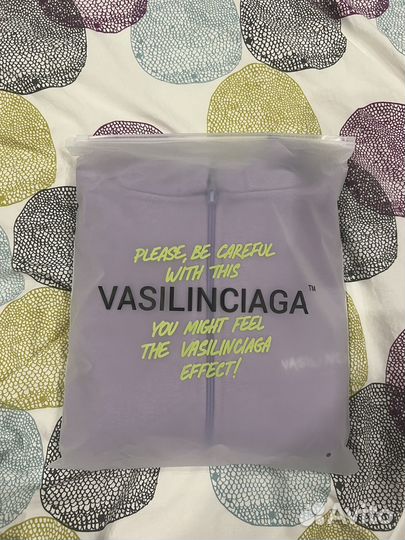 PLEASE, BE CAREFUL
WITH THIS
VASILINCIAGA™
YOU MIGHT FEEL
THE VASILINCIAGA
EFFECT!
Avito